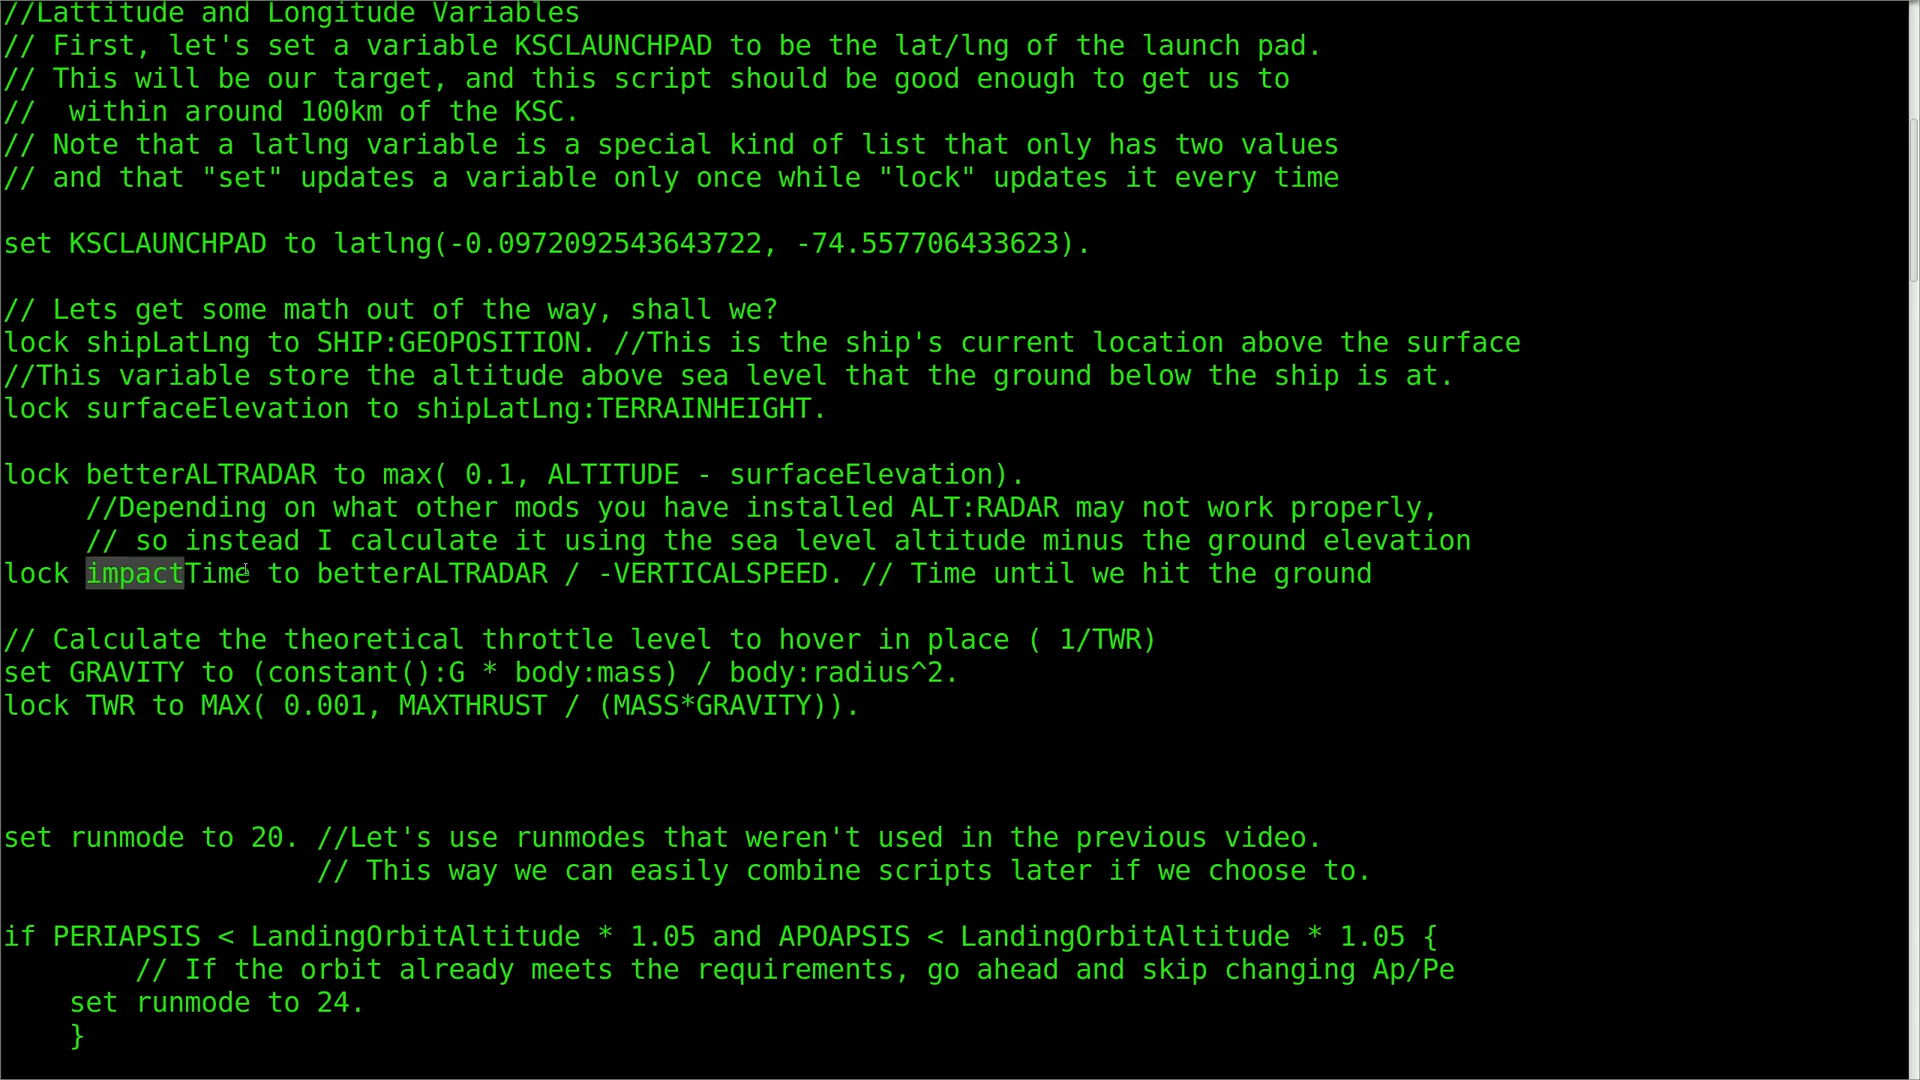 //Lattitude and Longitude Variables
// First, let's set a variable KSCLAUNCHPAD to be the lat/lng of the launch pad.
// This will be our target, and this script should be good enough to get us to
//  within around 100km of the KSC.
// Note that a latlng variable is a special kind of list that only has two values
// and that "set" updates a variable only once while "lock" updates it every time
set KSCLAUNCHPAD to latlng(-0.0972092543643722, -74.557706433623).
// Lets get some math out of the way, shall we?
lock shipLatLng to SHIP:GEOPOSITION. //This is the ship's current location above the surface
//This variable store the altitude above sea level that the ground below the ship is at.
lock surfaceElevation to shipLatLng:TERRAINHEIGHT.
lock betterALTRADAR to max( 0.1, ALTITUDE - surfaceElevation).
     //Depending on what other mods you have installed ALT:RADAR may not work properly,
     // so instead I calculate it using the sea level altitude minus the ground elevation
lock impactTime to betterALTRADAR / -VERTICALSPEED. // Time until we hit the ground
// Calculate the theoretical throttle level to hover in place ( 1/TWR)
set GRAVITY to (constant():G * body:mass) / body:radius^2.
lock TWR to MAX( 0.001, MAXTHRUST / (MASS*GRAVITY)).
set runmode to 20. //Let's use runmodes that weren't used in the previous video.
                   // This way we can easily combine scripts later if we choose to.
if PERIAPSIS < LandingOrbitAltitude * 1.05 and APOAPSIS < LandingOrbitAltitude * 1.05 {
        // If the orbit already meets the requirements, go ahead and skip changing Ap/Pe
    set runmode to 24.
    }